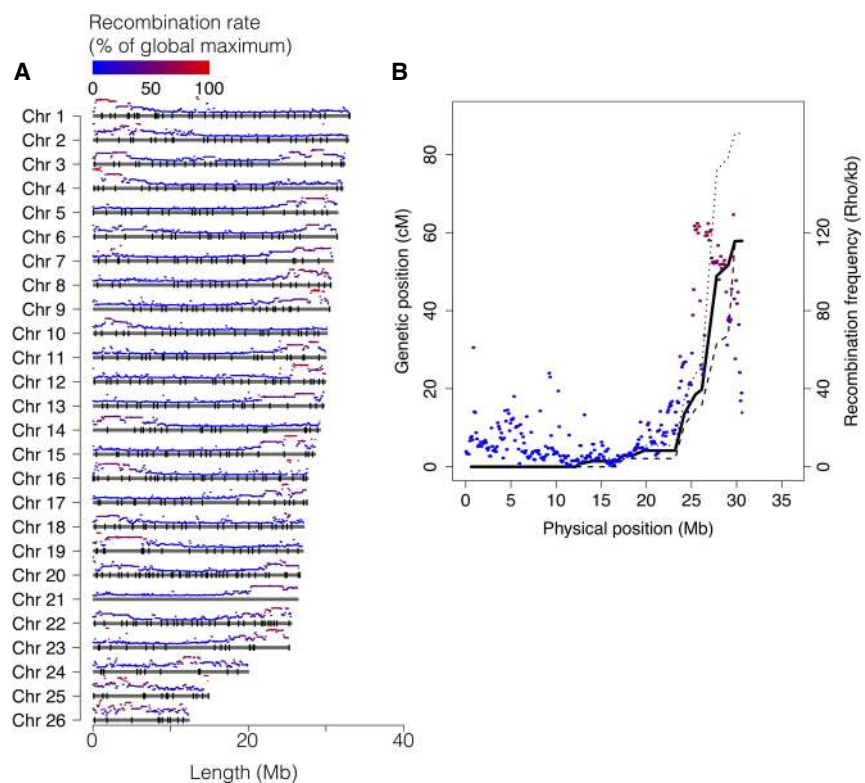 Recombination rate
(% of global maximum)
A
0 50 100
Chr 1
Chr 2
Chr 3
Chr 4
Chr 5
Chr 6
Chr 7
Chr 8
Chr 9
Chr 10
Chr 11
Chr 12
Chr 13
Chr 14
Chr 15
Chr 16
Chr 17
Chr 18
Chr 19
Chr 20
Chr 21
Chr 22
Chr 23
Chr 24
Chr 25
Chr 26
0 20 40
Length (Mb)
B
Genetic position (cM)
80
60
40
20
0
120
80
40
0
Recombination frequency (Rho/kb)
0 5 10 15 20 25 30 35
Physical position (Mb)